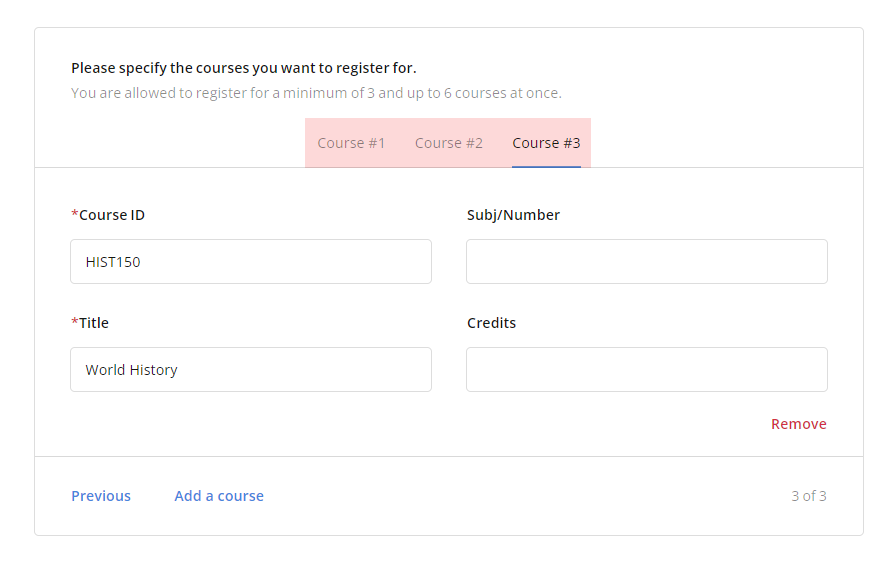 Please specify the courses you want to register for.
You are allowed to register for a minimum of 3 and up to 6 courses at once.
Course #1 Course #2 Course #3
*Course ID Subj/Number
HIST150
*Title Credits
World History
Remove
Previous Add a course 3 of 3